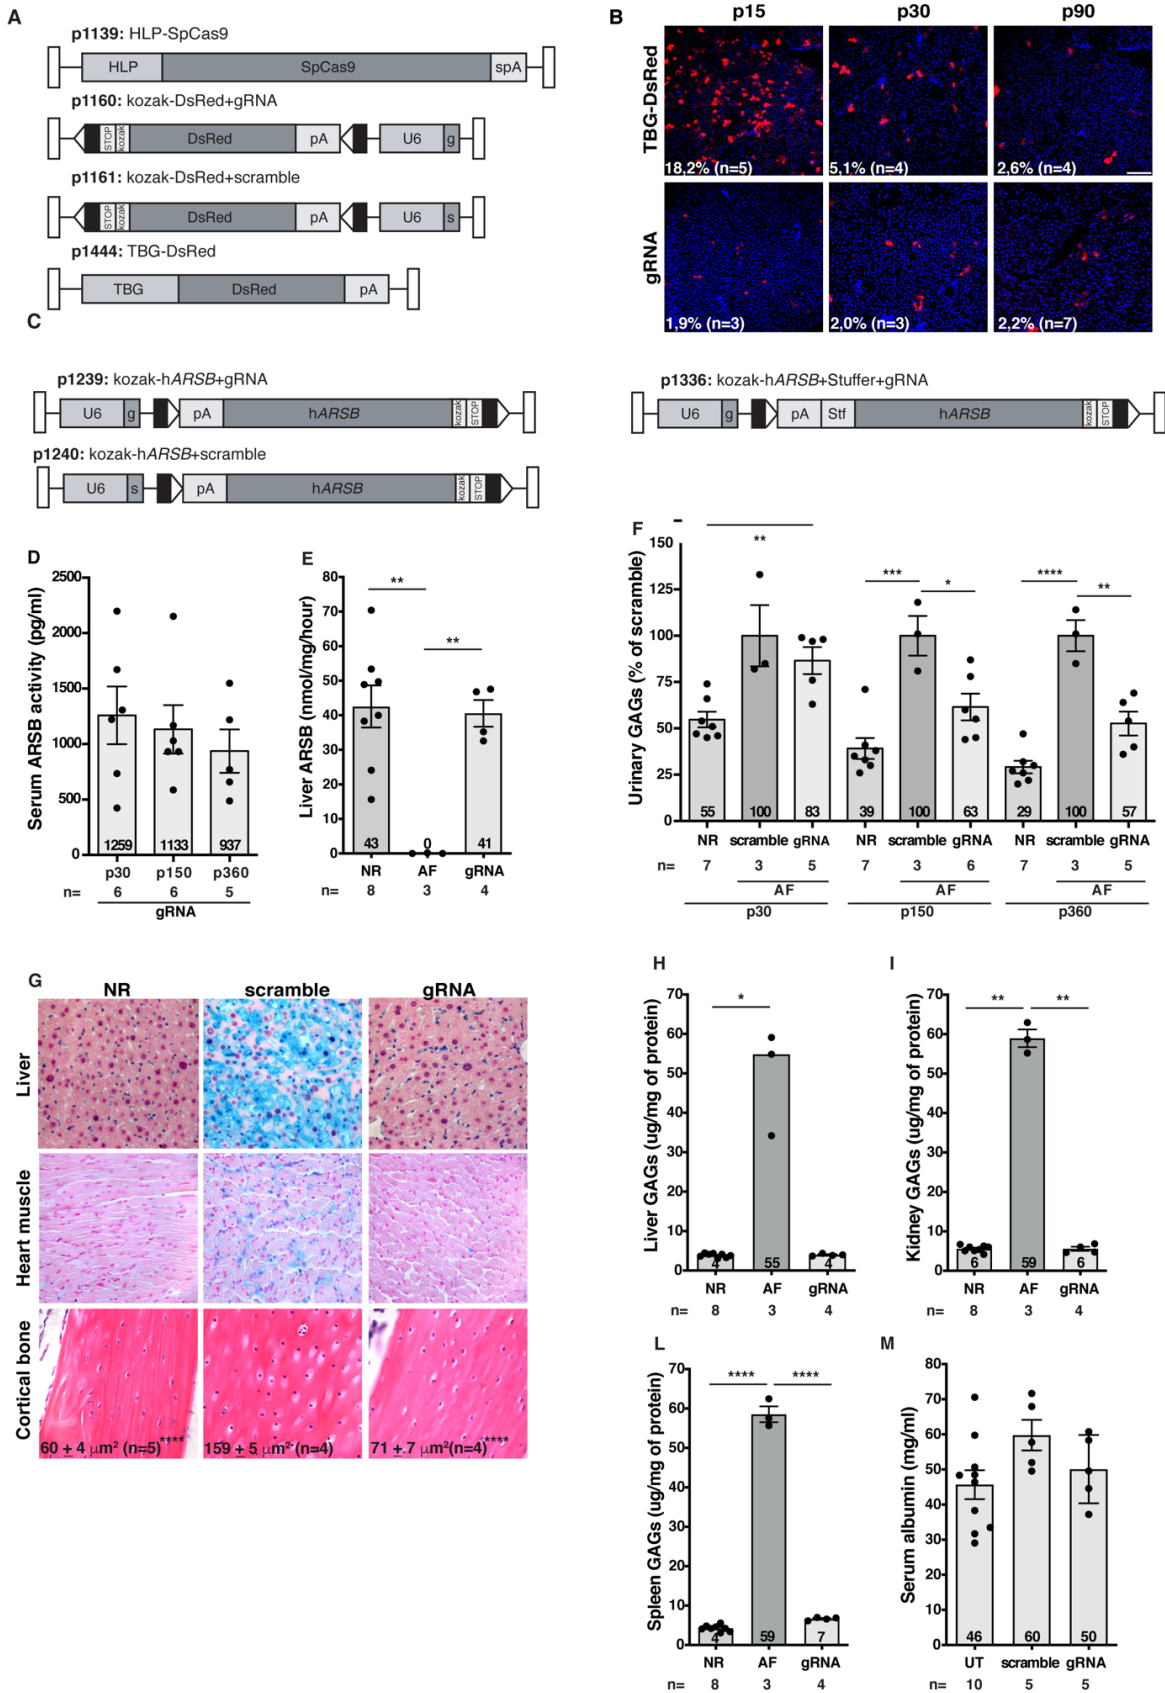 A
p1139: HLP-SpCas9
HLP SpCas9 spA
p1160: kozak-DsRed+gRNA
STOP kozak DsRed pA U6 g
p1161: kozak-DsRed+scramble
STOP kozak DsRed pA U6 s
p1444: TBG-DsRed
TBG DsRed pA
B
p15 p30 p90
TBG-DsRed
18,2% (n=5) 5,1% (n=4) 2,6% (n=4)
gRNA
1,9% (n=3) 2,0% (n=3) 2,2% (n=7)
C
p1239: kozak-hARSB+gRNA
U6 g pA hARSB kozak STOP
p1240: kozak-hARSB+scramble
U6 s pA hARSB kozak STOP
p1336: kozak-hARSB+Stuffer+gRNA
U6 g pA Stf hARSB kozak STOP
D
Serum ARSB activity (pg/ml)
2500
2000
1500
1000
500
0
1259 1133 937
p30 p150 p360
n= 6 6 5
gRNA
E
Liver ARSB (nmol/mg/hour)
80
70
60
50
40
30
20
10
0
** 
**
43 0 41
NR AF gRNA
n= 8 3 4
F
Urinary GAGs (% of scramble)
150
125
100
75
50
25
0
**
*** *
**** **
55 100 83 39 100 63 29 100 57
NR scramble gRNA NR scramble gRNA NR scramble gRNA
n= 7 3 5 7 3 6 7 3 5
AF AF AF
p30 p150 p360
G
NR scramble gRNA
Liver
Heart muscle
Cortical bone
60 ± 4 µm² (n=5)**** 159 ± 5 µm² (n=4) 71 ± 7 µm²(n=4)****
H
Liver GAGs (ug/mg of protein)
70
60
50
40
30
20
10
0
*
4 55 4
NR AF gRNA
n= 8 3 4
I
Kidney GAGs (ug/mg of protein)
70
60
50
40
30
20
10
0
** **
6 59 6
NR AF gRNA
n= 8 3 4
L
Spleen GAGs (ug/mg of protein)
70
60
50
40
30
20
10
0
**** ****
4 59 7
NR AF gRNA
n= 8 3 4
M
Serum albumin (mg/ml)
80
70
60
50
40
30
20
10
0
46 60 50
UT scramble gRNA
n= 10 5 5